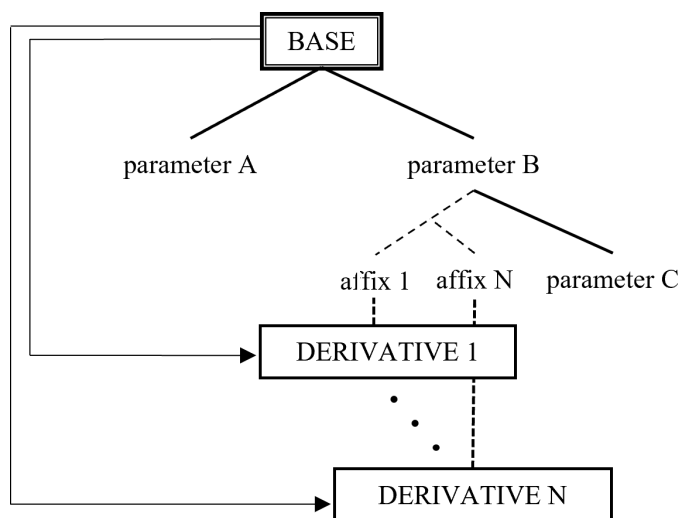 BASE
parameter A parameter B
affix 1 affix N parameter C
DERIVATIVE 1
DERIVATIVE N